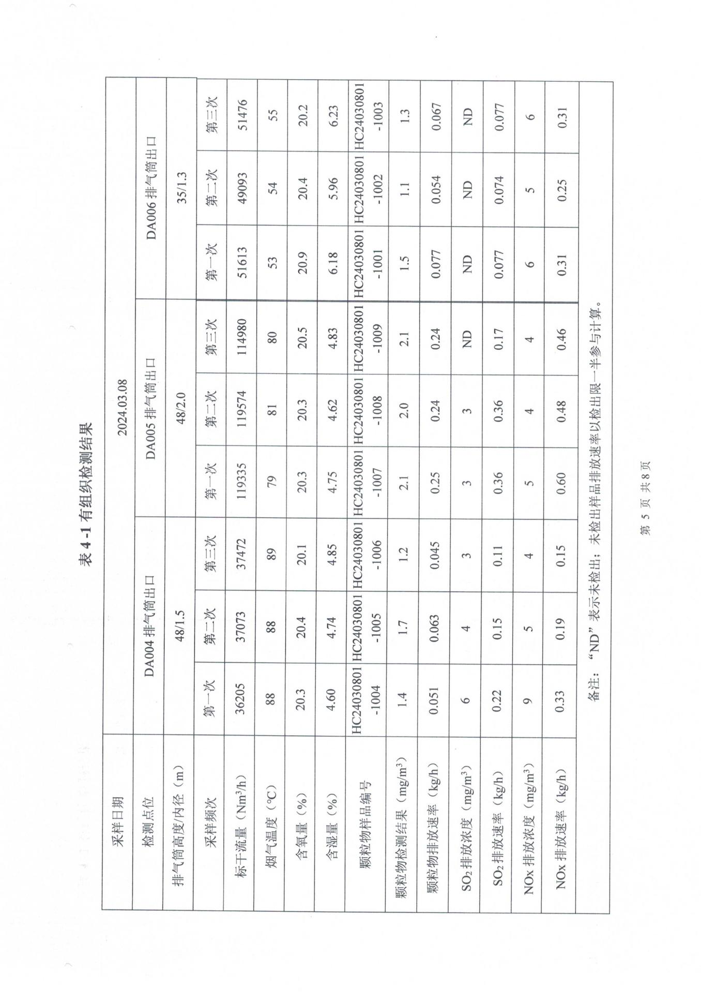 表 4-1 有组织检测结果
采样日期 2024.03.08
检测点位 DA004 排气筒出口 DA005 排气筒出口 DA006 排气筒出口
排气筒高度/内径（m） 48/1.5 48/2.0 35/1.3
采样频次 第一次 第二次 第三次 第一次 第二次 第三次 第一次 第二次 第三次
标干流量（Nm³/h） 36205 37073 37472 119335 119574 114980 51613 49093 51476
烟气温度（℃） 88 88 89 79 81 80 53 54 55
含氧量（%） 20.3 20.4 20.1 20.3 20.3 20.5 20.9 20.4 20.2
含湿量（%） 4.60 4.74 4.85 4.75 4.62 4.83 6.18 5.96 6.23
颗粒物样品编号 HC24030801-1004 HC24030801-1005 HC24030801-1006 HC24030801-1007 HC24030801-1008 HC24030801-1009 HC24030801-1001 HC24030801-1002 HC24030801-1003
颗粒物检测结果（mg/m³） 1.4 1.7 1.2 2.1 2.0 2.1 1.5 1.1 1.3
颗粒物排放速率（kg/h） 0.051 0.063 0.045 0.25 0.24 0.24 0.077 0.054 0.067
SO₂ 排放浓度（mg/m³） 6 4 3 3 3 ND ND ND ND
SO₂ 排放速率（kg/h） 0.22 0.15 0.11 0.36 0.36 0.17 0.077 0.074 0.077
NOx 排放浓度（mg/m³） 9 5 4 5 4 4 6 5 6
NOx 排放速率（kg/h） 0.33 0.19 0.15 0.60 0.48 0.46 0.31 0.25 0.31
备注：“ND”表示未检出；未检出样品排放速率以检出限一半参与计算。
第 5 页 共 8 页